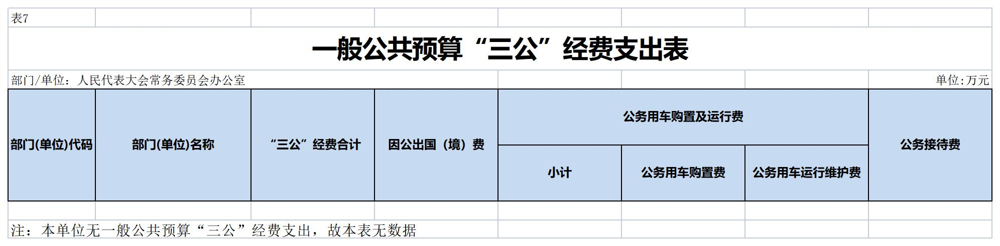 表7
一般公共预算“三公”经费支出表
部门/单位：人民代表大会常务委员会办公室 单位:万元
部门(单位)代码 部门(单位)名称 “三公”经费合计 因公出国（境）费 公务用车购置及运行费 公务接待费
小计 公务用车购置费 公务用车运行维护费
注：本单位无一般公共预算“三公”经费支出，故本表无数据